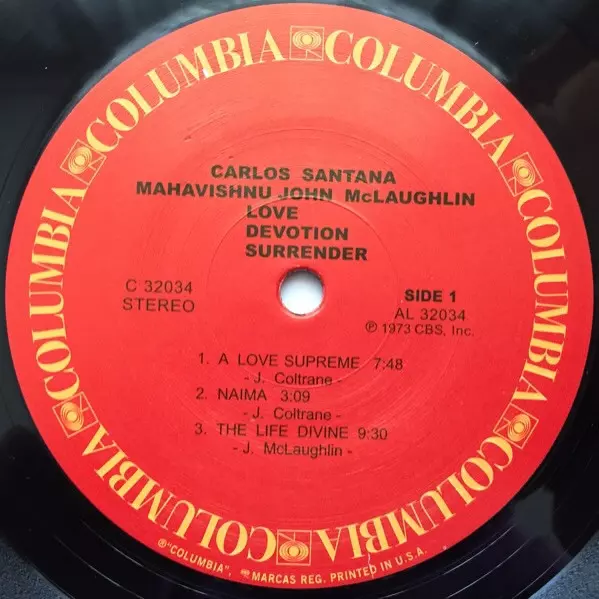 COLUMBIA COLUMBIA COLUMBIA COLUMBIA COLUMBIA COLUMBIA COLUMBIA COLUMBIA
CARLOS SANTANA
MAHAVISHNU JOHN McLAUGHLIN
LOVE
DEVOTION
SURRENDER
C 32034
STEREO
SIDE 1
AL 32034
℗ 1973 CBS, Inc.
1. A LOVE SUPREME 7:48
- J. Coltrane -
2. NAIMA 3:09
- J. Coltrane -
3. THE LIFE DIVINE 9:30
- J. McLaughlin -
®"COLUMBIA", MARCAS REG. PRINTED IN U.S.A.